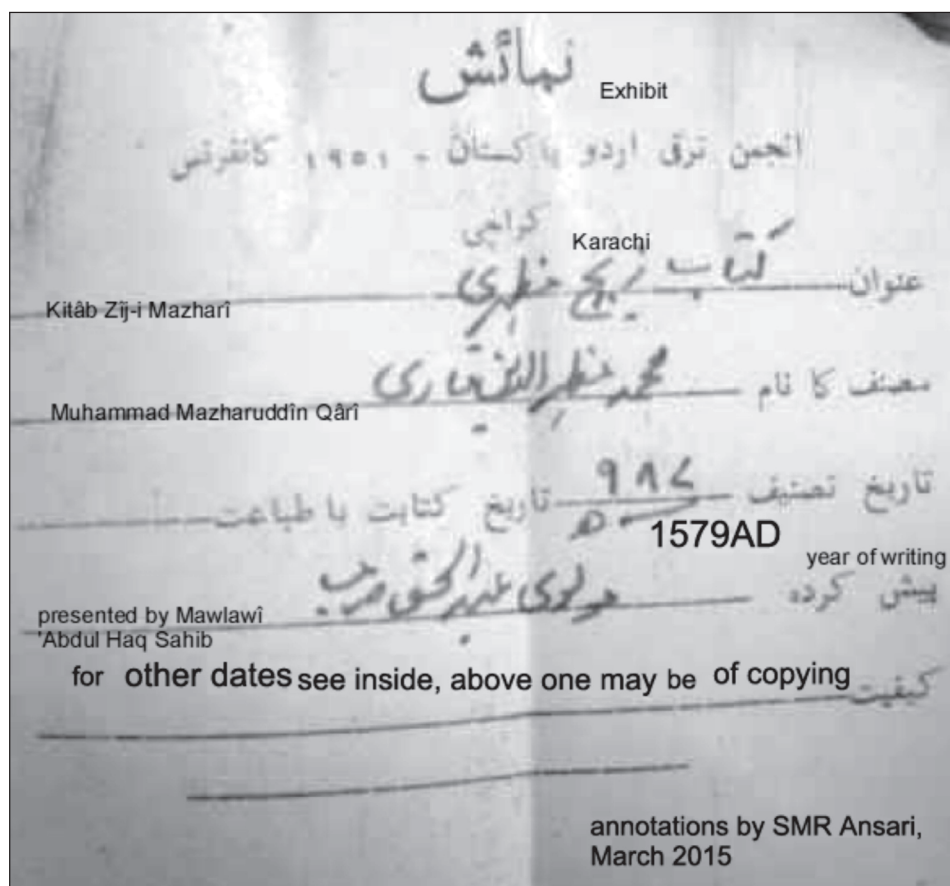 نمائش
Exhibit
انجمن ترقی اردو پاکستان - ۱۹۵۱ کانفرنس
کراچی Karachi
عنوان کتاب زیج مظہری
Kitâb Zîj-i Mazharî
مصنف کا نام محمد مظہرالدین قاری
Muhammad Mazharuddîn Qârî
تاریخ تصنیف ۹۸۷ھ تاریخ کتابت یا طباعت
1579AD
year of writing
پیش کردہ مولوی عبدالحق صاحب
presented by Mawlawî
'Abdul Haq Sahib
for other dates see inside, above one may be of copying
کیفیت
annotations by SMR Ansari,
March 2015